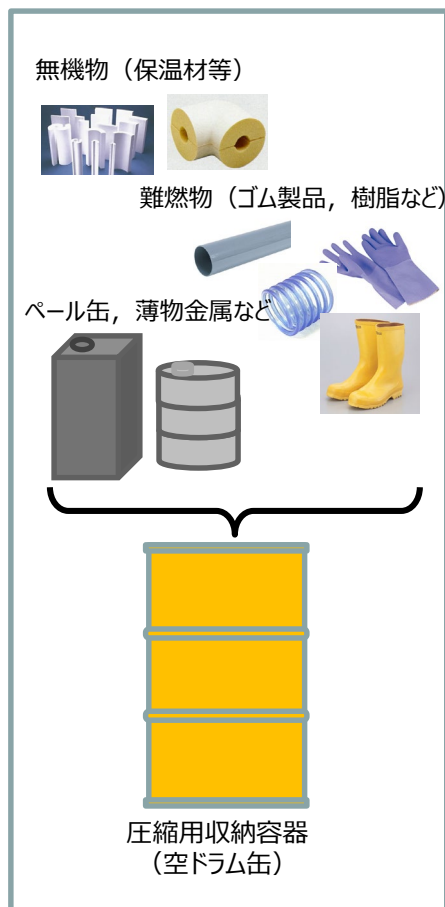 無機物（保温材等）
難燃物（ゴム製品，樹脂など）
ペール缶，薄物金属など
圧縮用収納容器
（空ドラム缶）